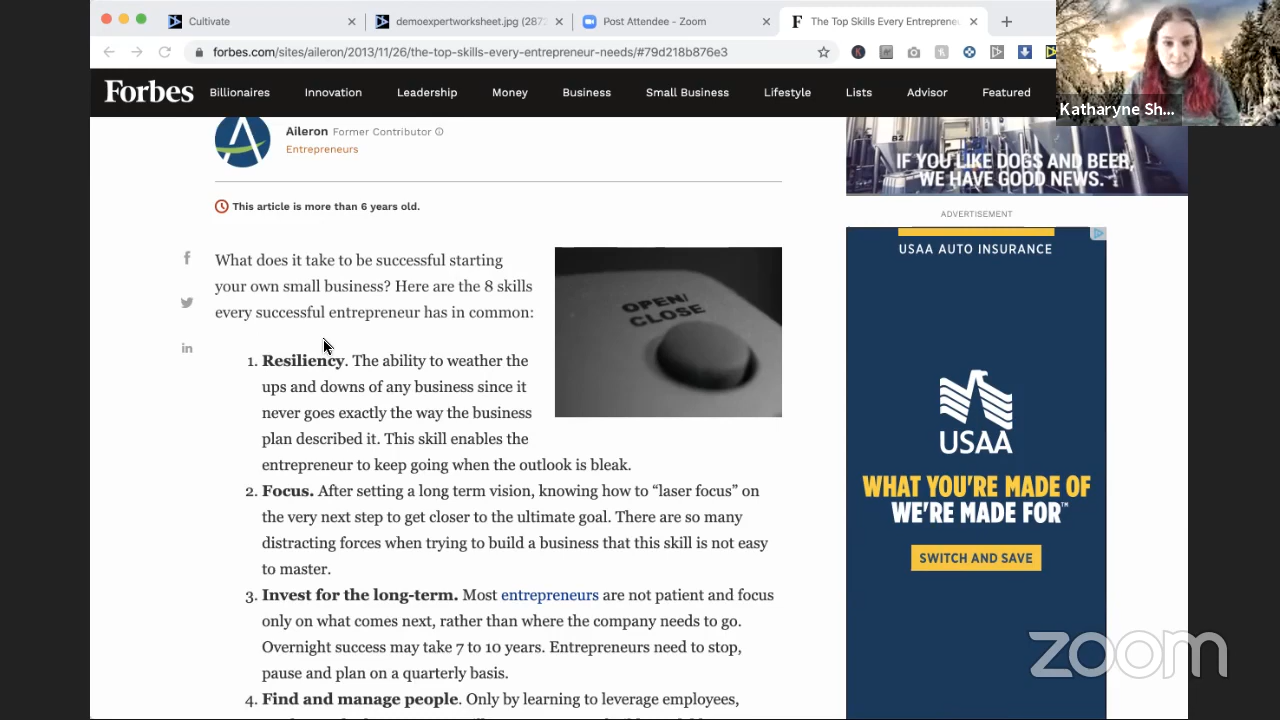 Cultivate
demoexpertworksheet.jpg (287
Post Attendee - Zoom
The Top Skills Every Entreprene
forbes.com/sites/aileron/2013/11/26/the-top-skills-every-entrepreneur-needs/#79d218b876e3
Katharyne Sh...
Forbes
Billionaires Innovation Leadership Money Business Small Business Lifestyle Lists Advisor Featured
Aileron Former Contributor
Entrepreneurs
This article is more than 6 years old.
What does it take to be successful starting
your own small business? Here are the 8 skills
every successful entrepreneur has in common:
OPEN/
CLOSE
1. Resiliency. The ability to weather the
ups and downs of any business since it
never goes exactly the way the business
plan described it. This skill enables the
entrepreneur to keep going when the outlook is bleak.
2. Focus. After setting a long term vision, knowing how to “laser focus” on
the very next step to get closer to the ultimate goal. There are so many
distracting forces when trying to build a business that this skill is not easy
to master.
3. Invest for the long-term. Most entrepreneurs are not patient and focus
only on what comes next, rather than where the company needs to go.
Overnight success may take 7 to 10 years. Entrepreneurs need to stop,
pause and plan on a quarterly basis.
4. Find and manage people. Only by learning to leverage employees,
IF YOU LIKE DOGS AND BEER,
WE HAVE GOOD NEWS.
ADVERTISEMENT
USAA AUTO INSURANCE
USAA
WHAT YOU'RE MADE OF
WE'RE MADE FOR™
SWITCH AND SAVE
zoom